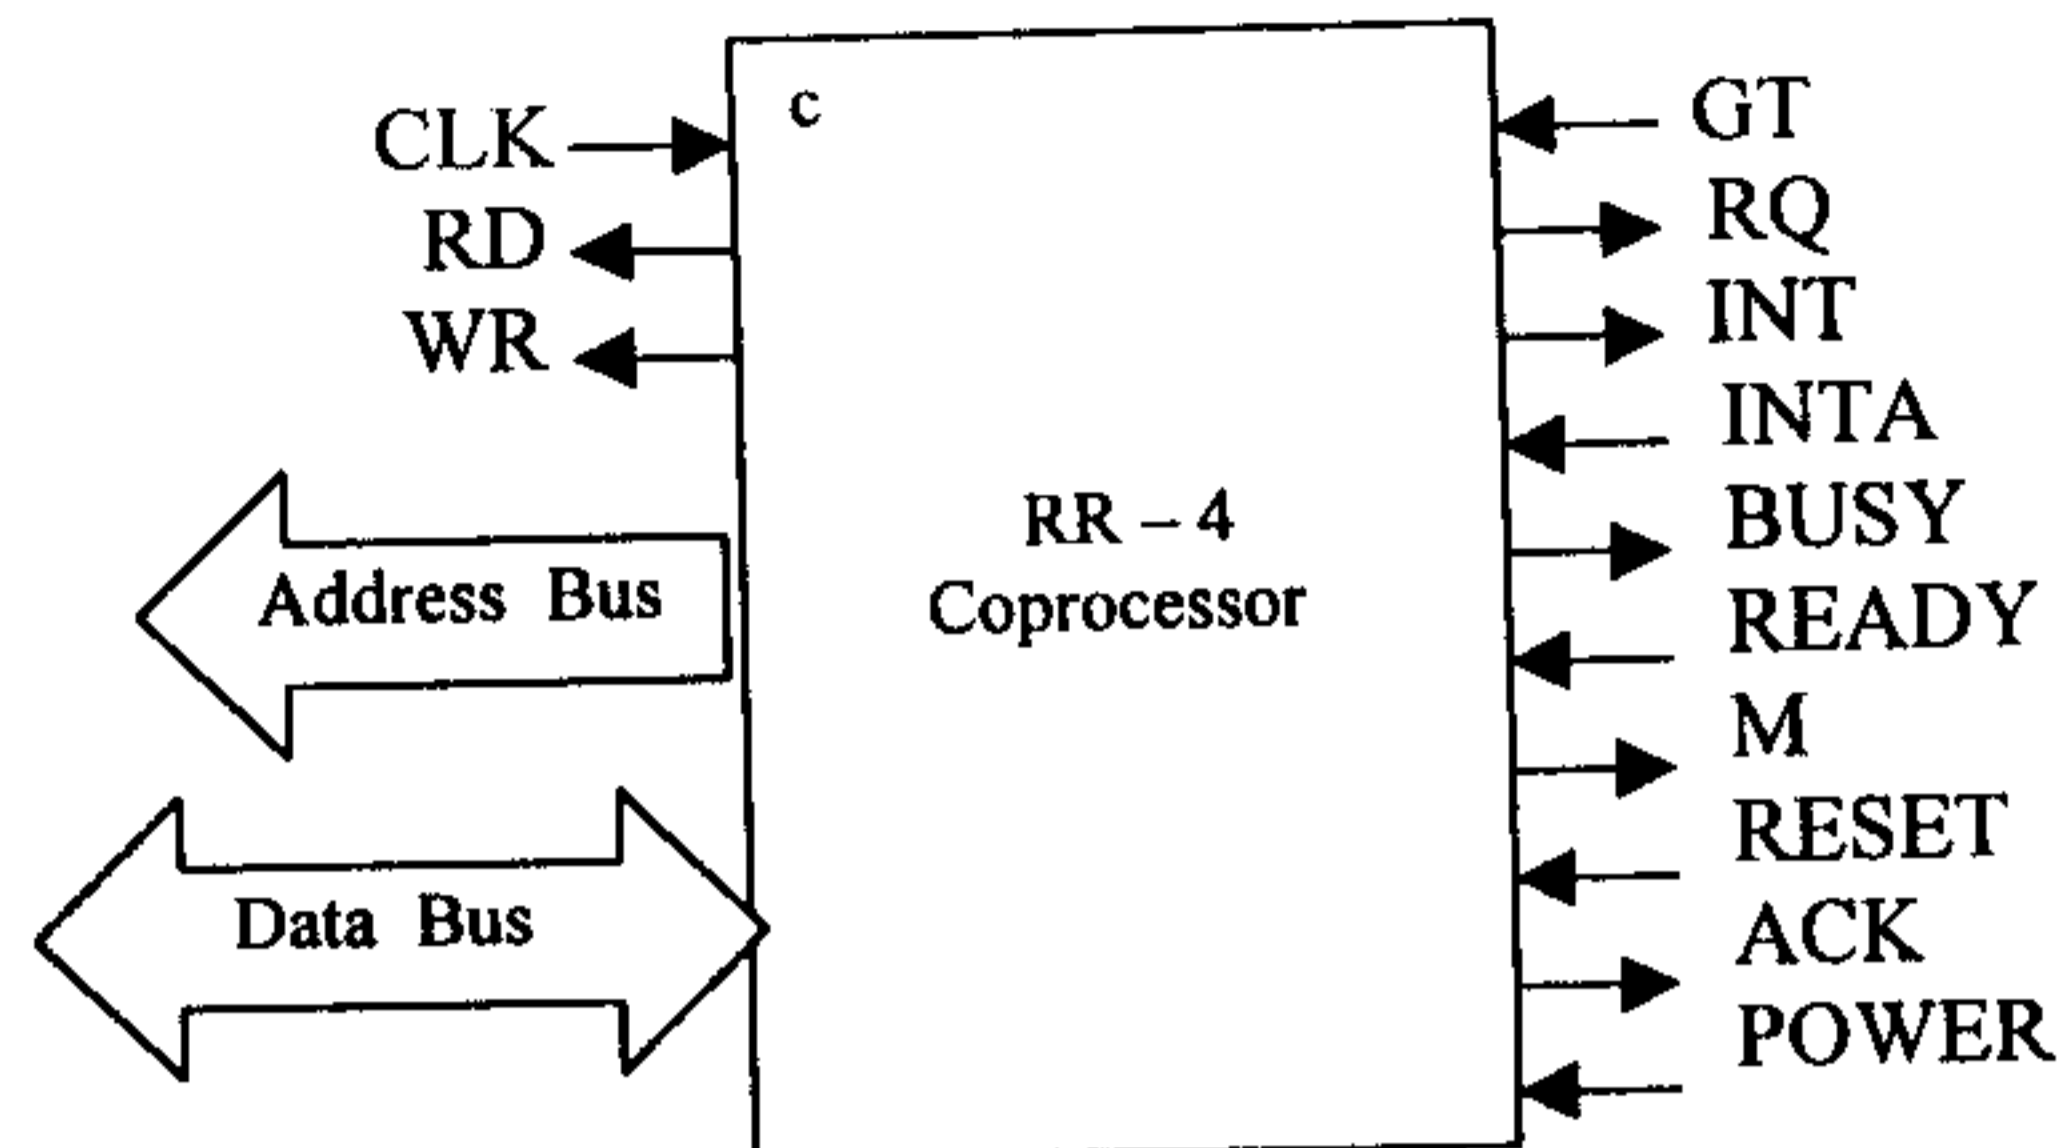 c
CLK
RD
WR
Address Bus
Data Bus
RR – 4
Coprocessor
GT
RQ
INT
INTA
BUSY
READY
M
RESET
ACK
POWER